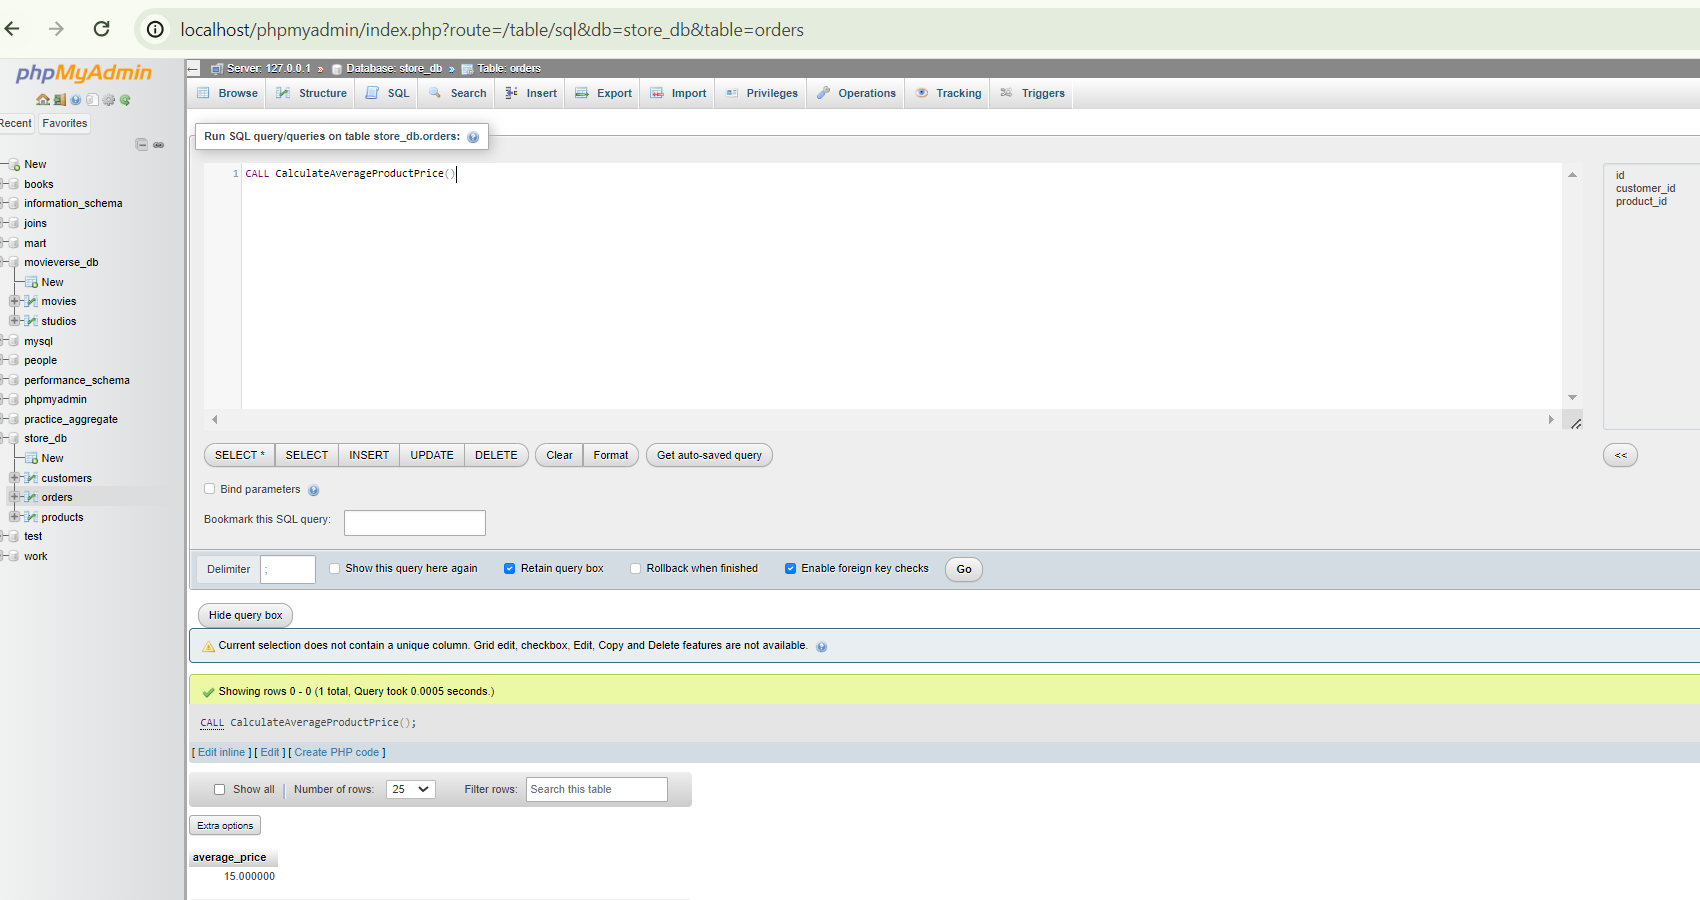 localhost/phpmyadmin/index.php?route=/table/sql&db=store_db&table=orders
phpMyAdmin
Recent Favorites
New
books
information_schema
joins
mart
movieverse_db
New
movies
studios
mysql
people
performance_schema
phpmyadmin
practice_aggregate
store_db
New
customers
orders
products
test
work
Server: 127.0.0.1 » Database: store_db » Table: orders
Browse Structure SQL Search Insert Export Import Privileges Operations Tracking Triggers
Run SQL query/queries on table store_db.orders:
1 CALL CalculateAverageProductPrice()
id
customer_id
product_id
SELECT * SELECT INSERT UPDATE DELETE Clear Format Get auto-saved query <<
Bind parameters
Bookmark this SQL query:
Delimiter ; Show this query here again Retain query box Rollback when finished Enable foreign key checks Go
Hide query box
Current selection does not contain a unique column. Grid edit, checkbox, Edit, Copy and Delete features are not available.
Showing rows 0 - 0 (1 total, Query took 0.0005 seconds.)
CALL CalculateAverageProductPrice();
[ Edit inline ] [ Edit ] [ Create PHP code ]
Show all Number of rows: 25 Filter rows: Search this table
Extra options
average_price
15.000000